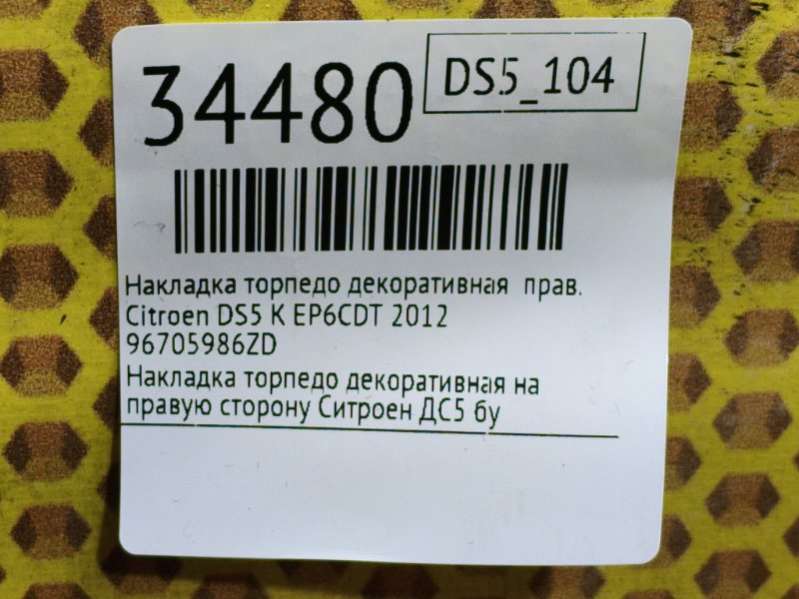 34480
DS5_104
Накладка торпедо декоративная прав.
Citroen DS5 K EP6CDT 2012
96705986ZD
Накладка торпедо декоративная на
правую сторону Ситроен ДС5 бу